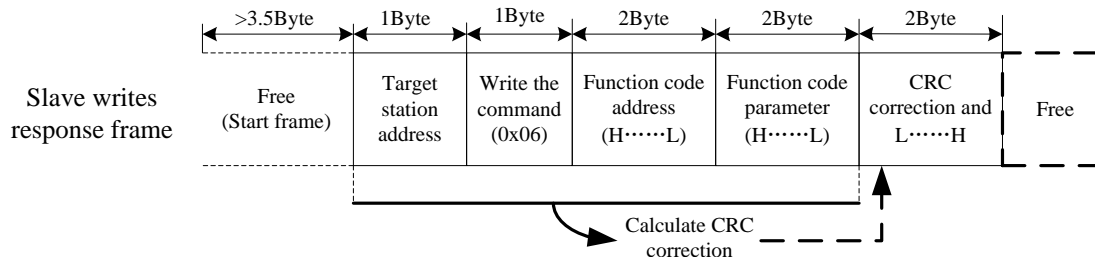 >3.5Byte 1Byte 1Byte 2Byte 2Byte 2Byte
Slave writes
response frame
Free
(Start frame)
Target
station
address
Write the
command
(0x06)
Function code
address
(H⋯⋯L)
Function code
parameter
(H⋯⋯L)
CRC
correction and
L⋯⋯H
Free
Calculate CRC
correction